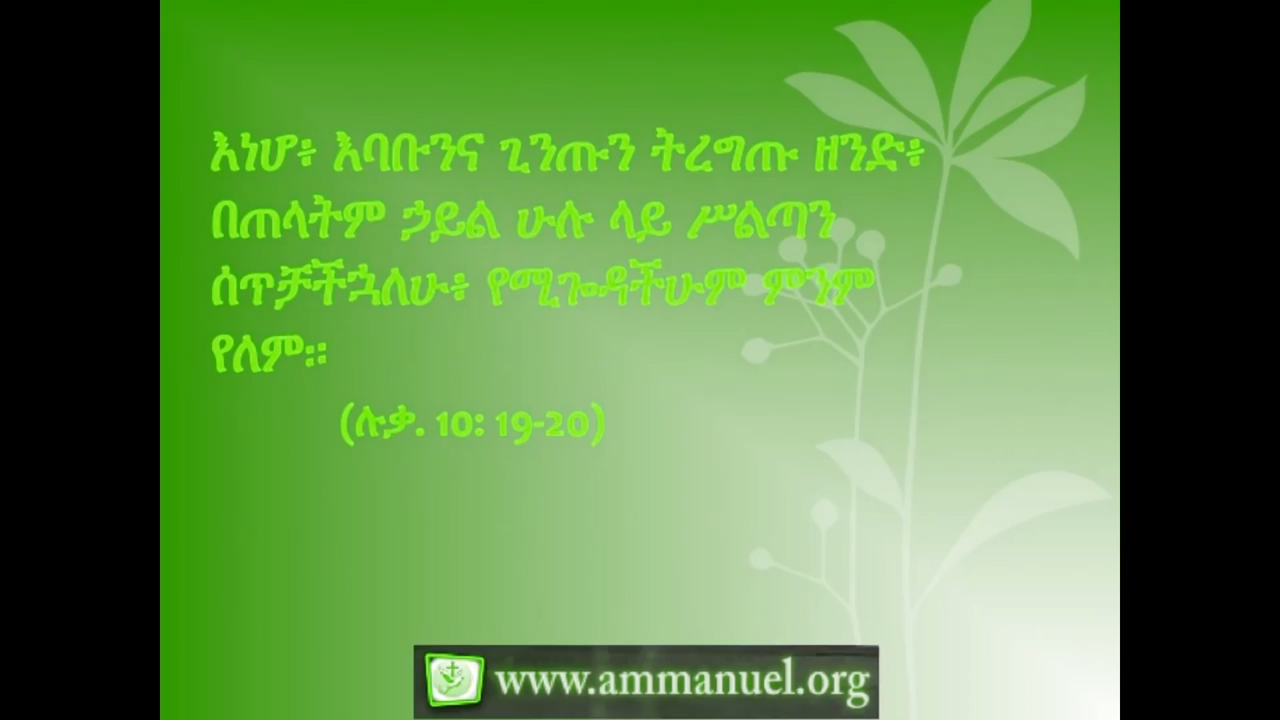 እነሆ፥ እባቡንና ጊንጡን ትረግጡ ዘንድ፥
በጠላትም ኃይል ሁሉ ላይ ሥልጣን
ሰጥቻችኋለሁ፥ የሚጐዳችሁም ምንም
የለም።
(ሉቃ. 10: 19-20)
www.ammanuel.org